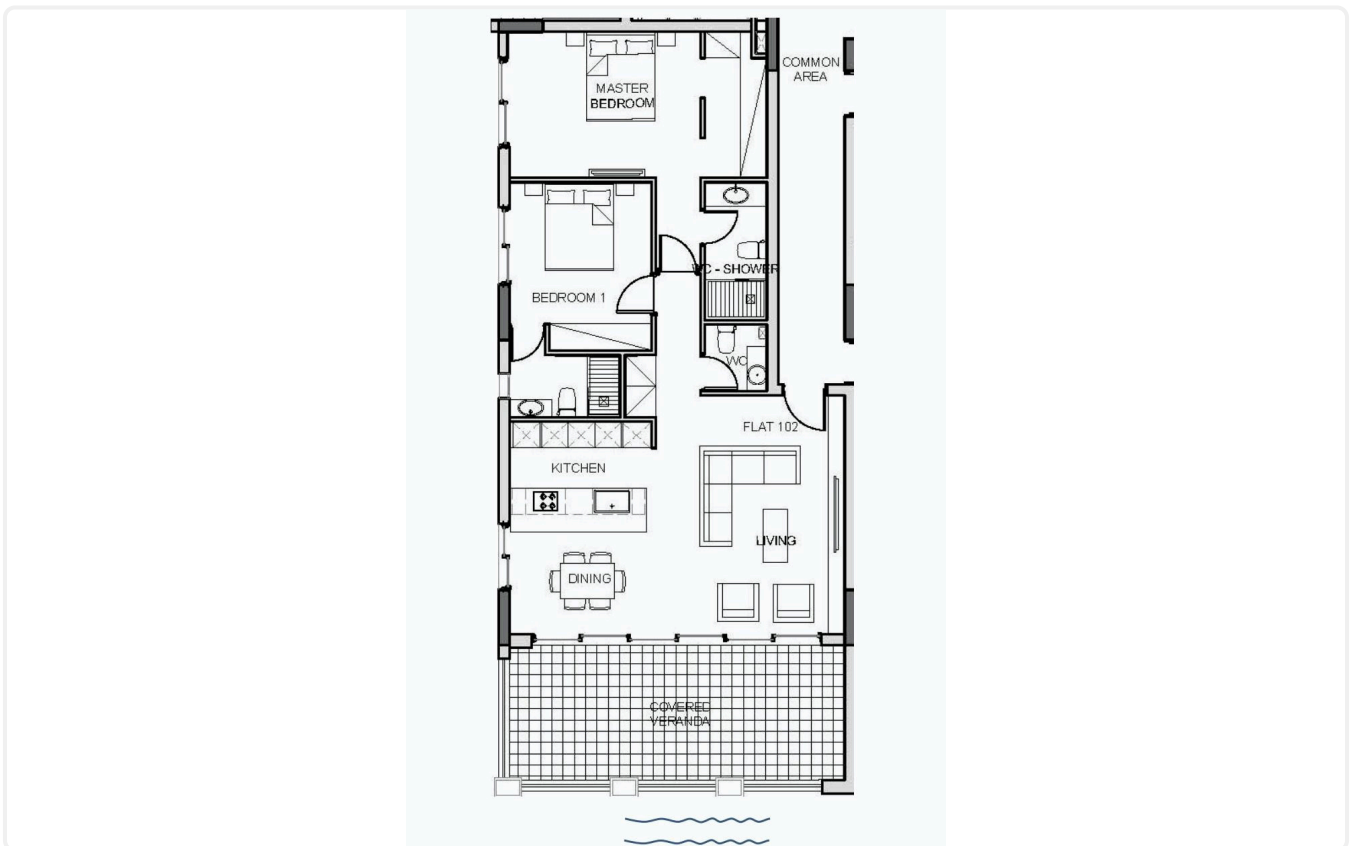 COMMON
AREA
MASTER
BEDROOM
WC - SHOWER
BEDROOM 1
WC
FLAT 102
KITCHEN
LIVING
DINING
COVERED
VERANDA